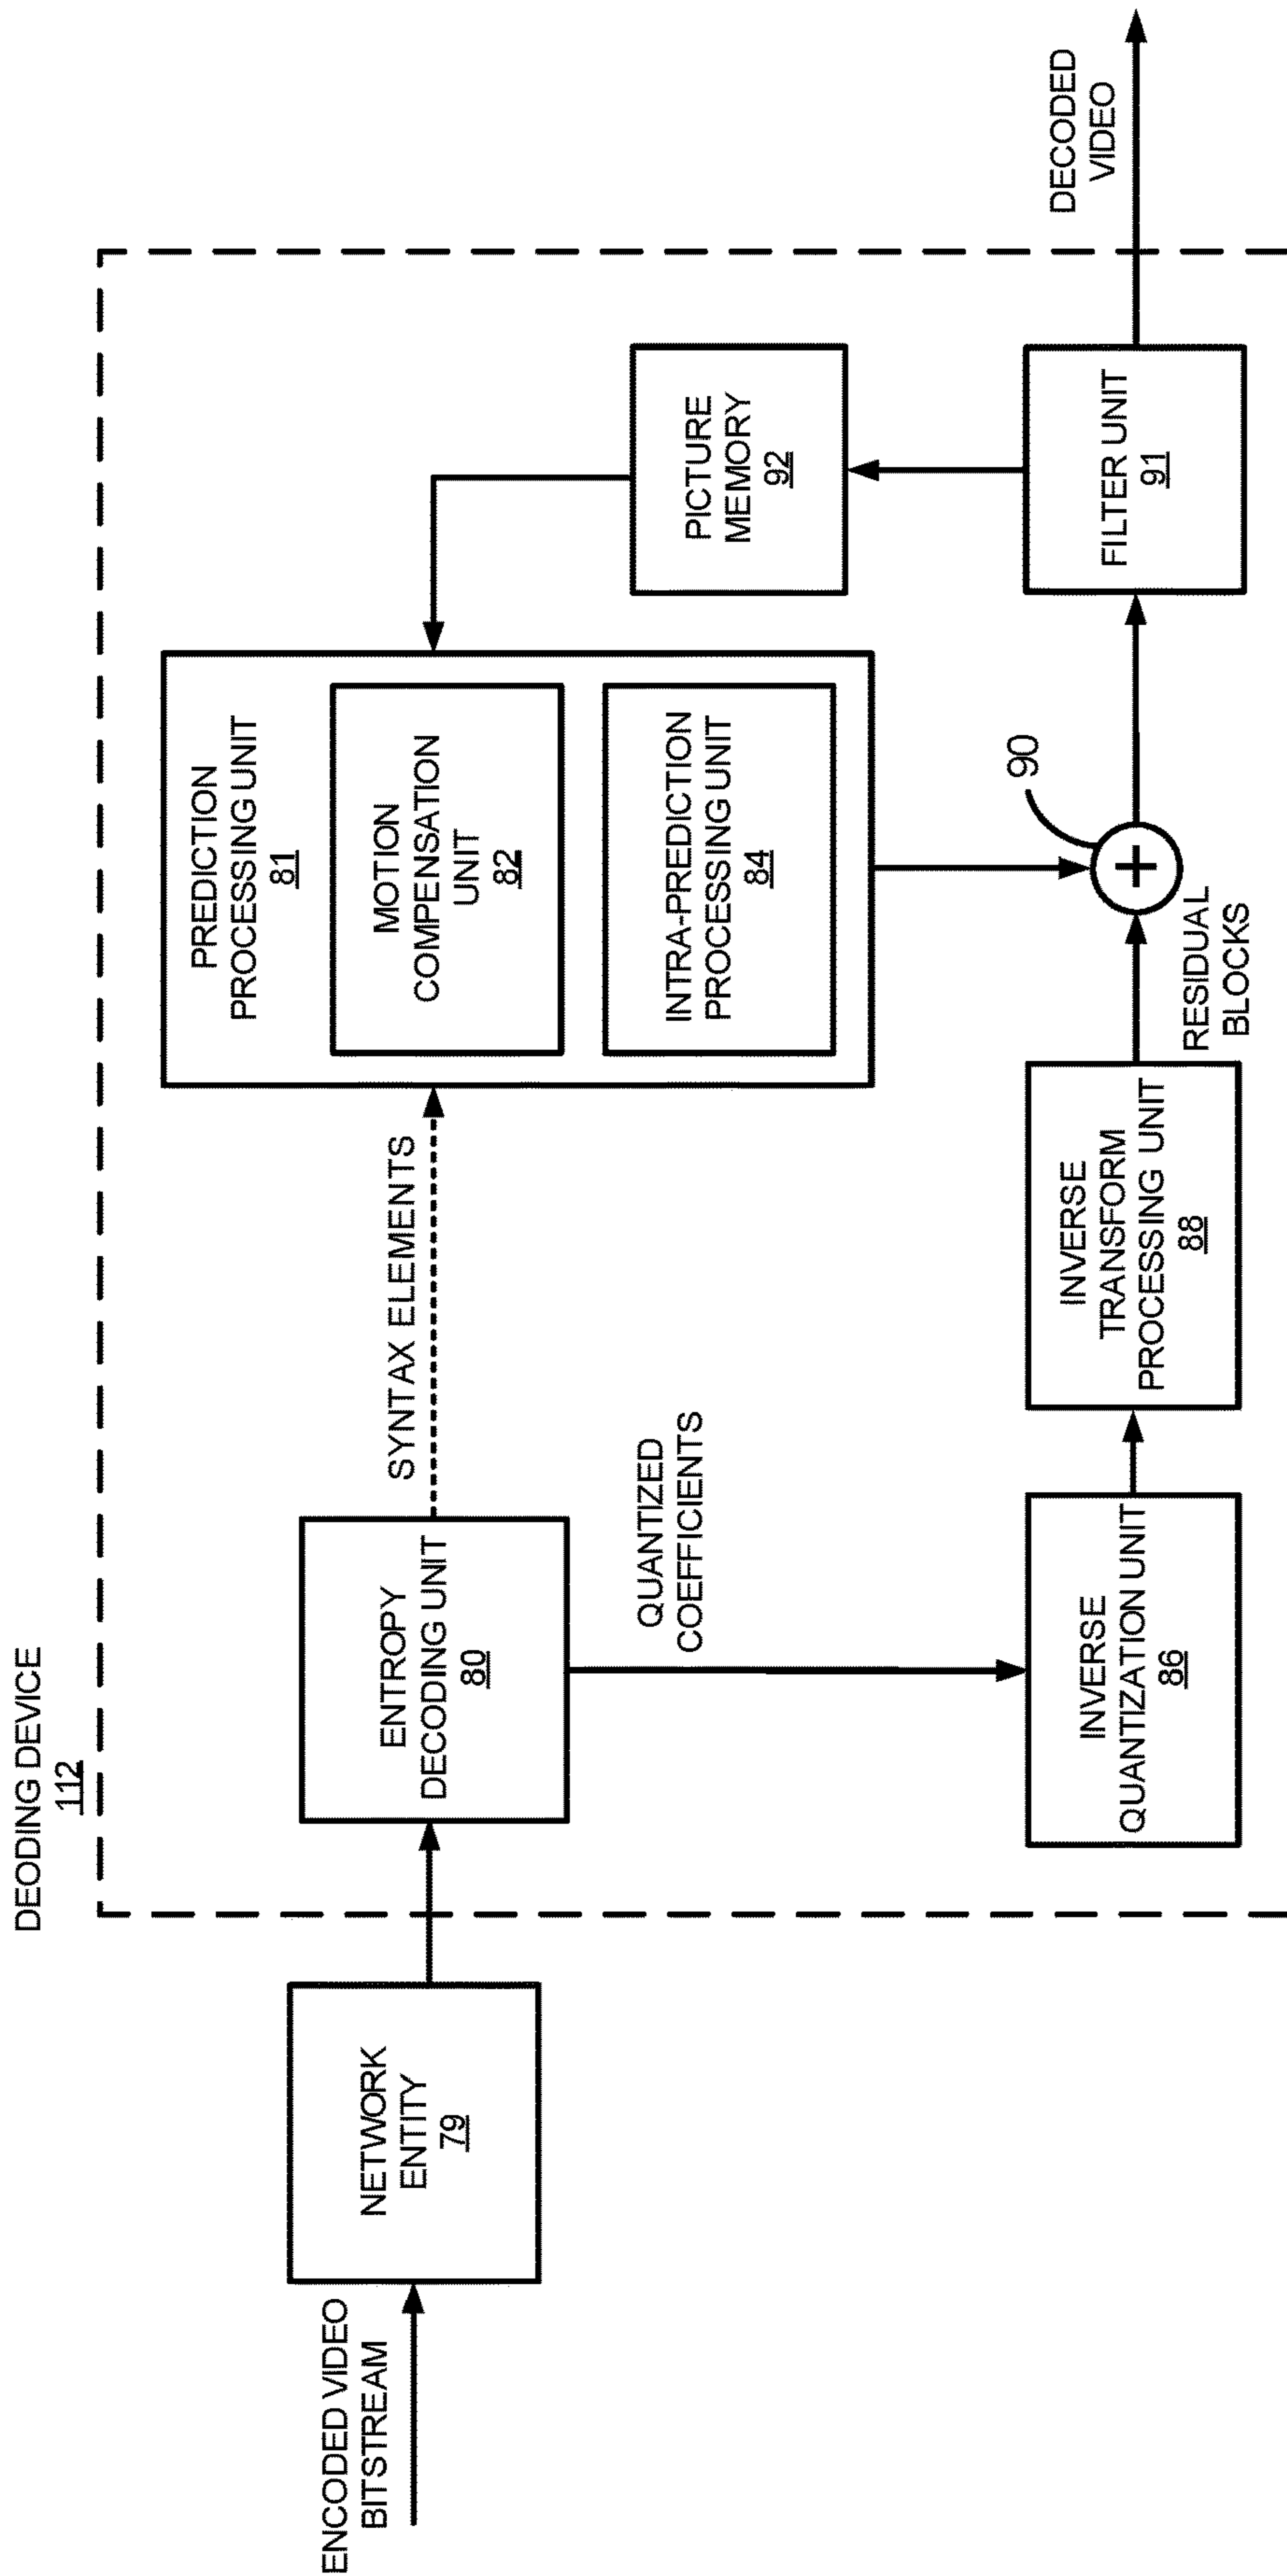 DEODING DEVICE
112
ENCODED VIDEO
BITSTREAM
NETWORK
ENTITY
79
ENTROPY
DECODING UNIT
80
SYNTAX ELEMENTS
QUANTIZED
COEFFICIENTS
PREDICTION
PROCESSING UNIT
81
MOTION
COMPENSATION
UNIT
82
INTRA-PREDICTION
PROCESSING UNIT
84
PICTURE
MEMORY
92
INVERSE
QUANTIZATION UNIT
86
INVERSE
TRANSFORM
PROCESSING UNIT
88
RESIDUAL
BLOCKS
90
+
FILTER UNIT
91
DECODED
VIDEO